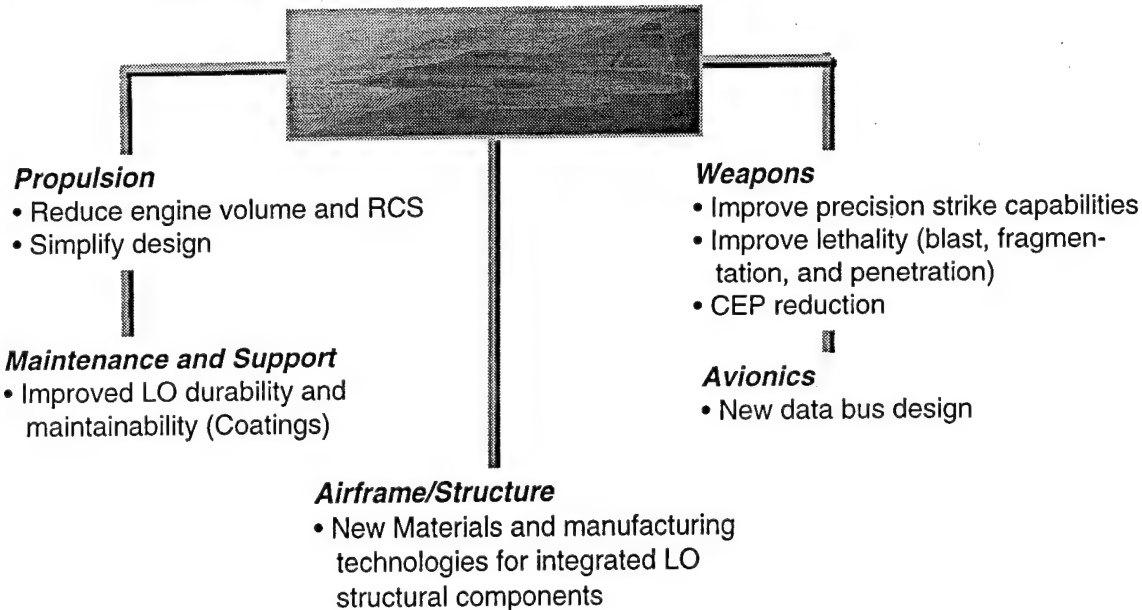 Propulsion
• Reduce engine volume and RCS
• Simplify design
Maintenance and Support
• Improved LO durability and
maintainability (Coatings)
Airframe/Structure
• New Materials and manufacturing
technologies for integrated LO
structural components
Weapons
• Improve precision strike capabilities
• Improve lethality (blast, fragmen-
tation, and penetration)
• CEP reduction
Avionics
• New data bus design